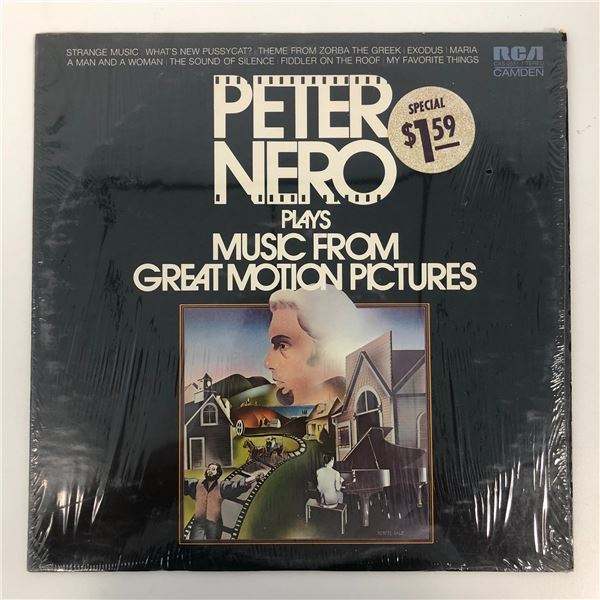 STRANGE MUSIC | WHAT'S NEW PUSSYCAT? | THEME FROM ZORBA THE GREEK | EXODUS | MARIA
A MAN AND A WOMAN | THE SOUND OF SILENCE | FIDDLER ON THE ROOF | MY FAVORITE THINGS
RCA
STEREO
CAMDEN
PETER
NERO
SPECIAL
$1.59
PLAYS
MUSIC FROM
GREAT MOTION PICTURES